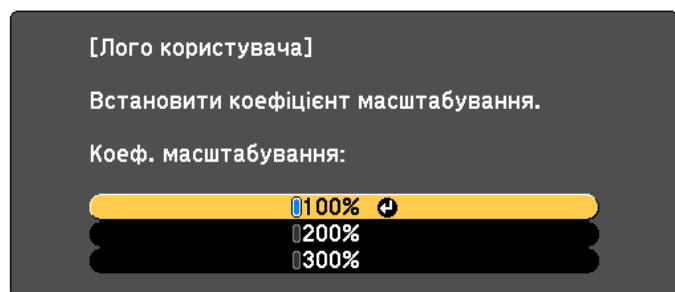 [Лого користувача]
Встановити коефіцієнт масштабування.
Коеф. масштабування:
100%
200%
300%